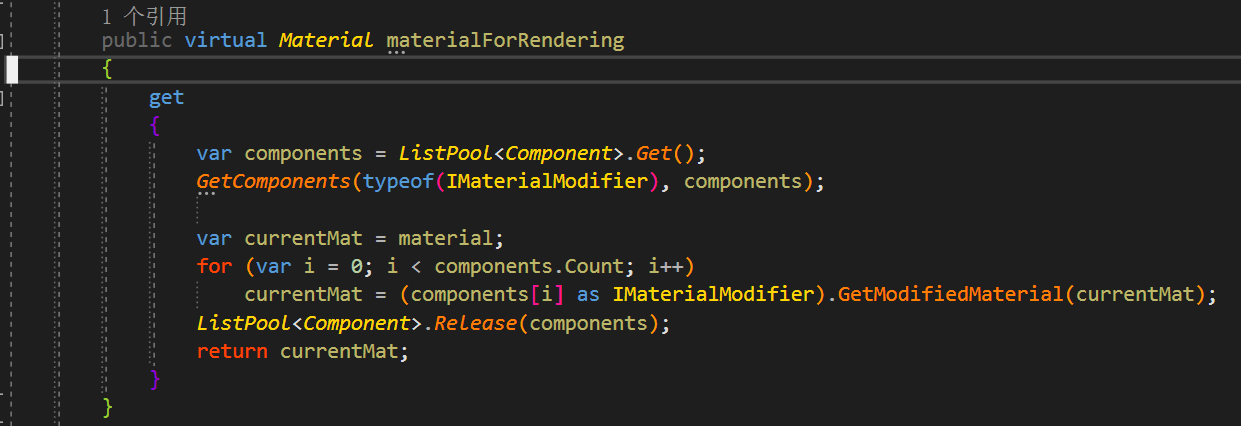 1 个引用
public virtual Material materialForRendering
{
get
{
var components = ListPool<Component>.Get();
GetComponents(typeof(IMaterialModifier), components);
var currentMat = material;
for (var i = 0; i < components.Count; i++)
currentMat = (components[i] as IMaterialModifier).GetModifiedMaterial(currentMat);
ListPool<Component>.Release(components);
return currentMat;
}
}